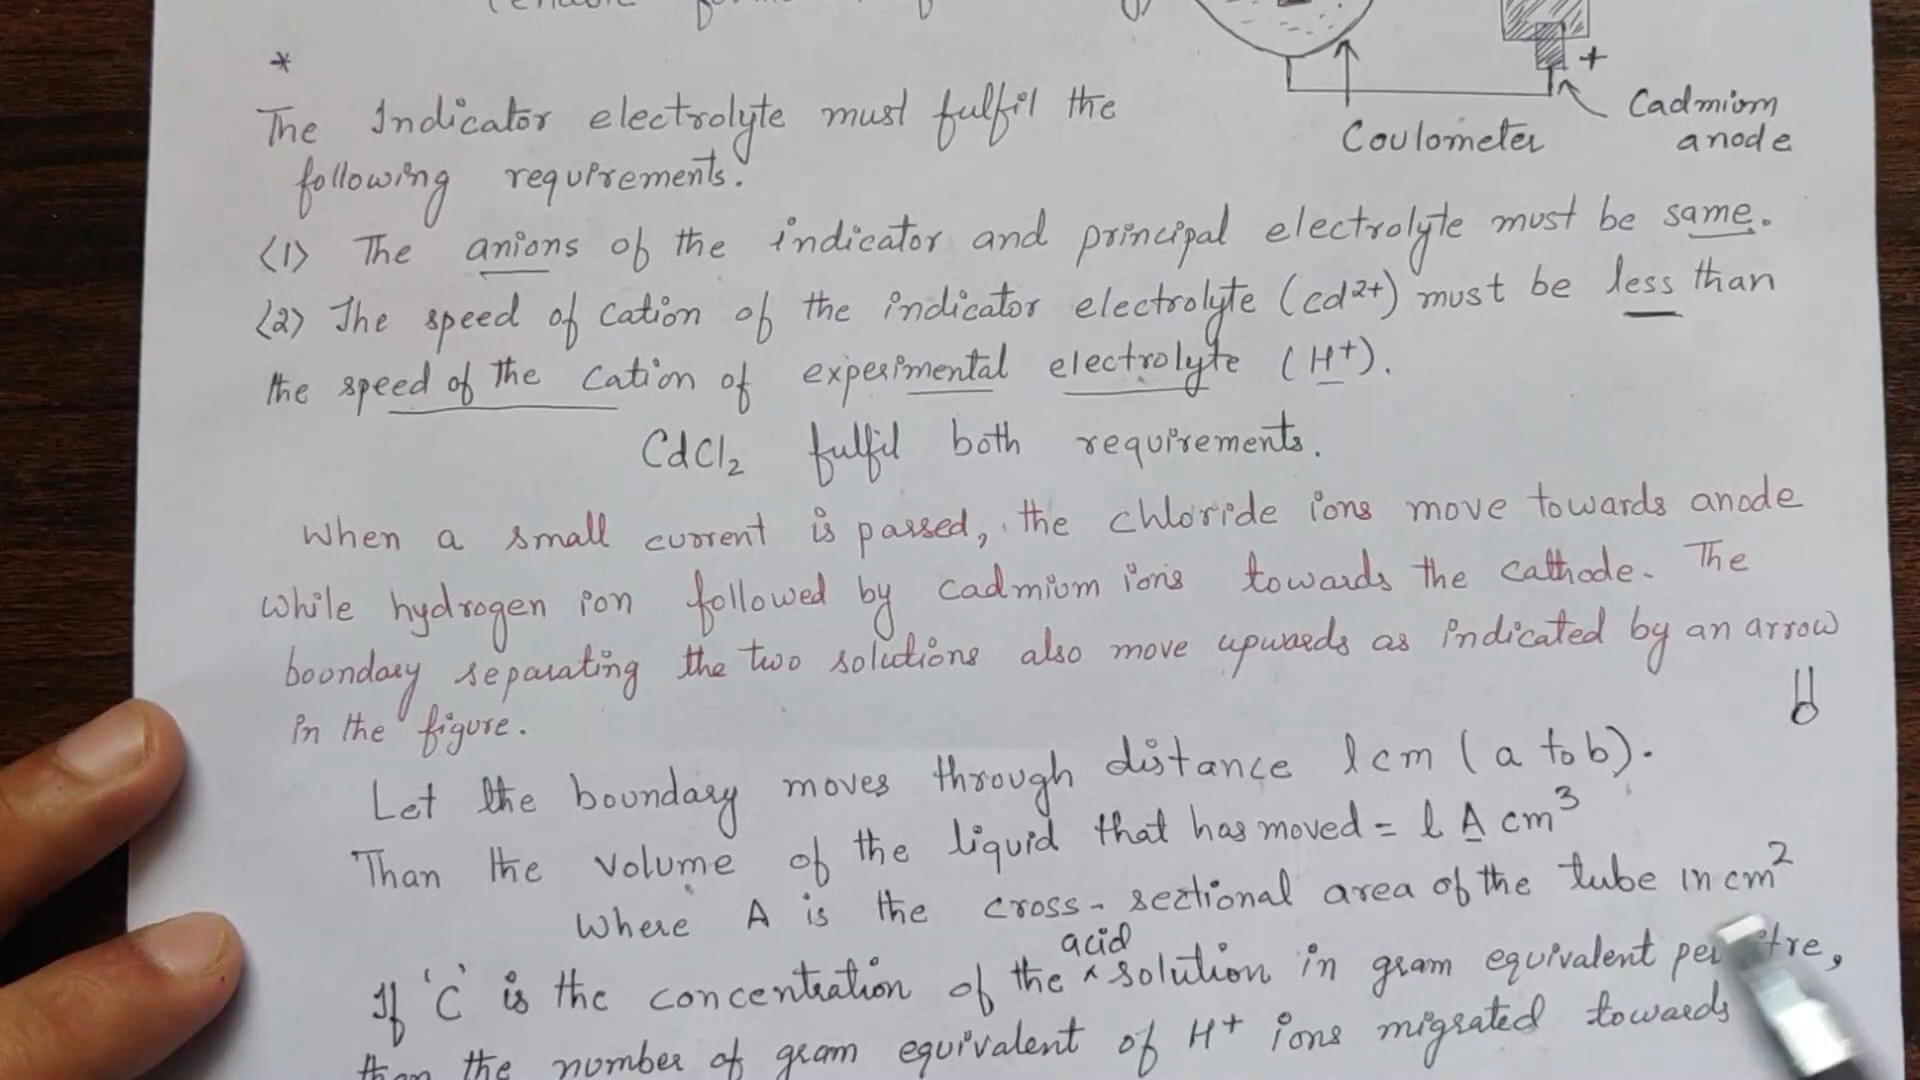 *
+
Cadmium
anode
Coulometer
The Indicator electrolyte must fulfil the
following requirements.
(1) The anions of the indicator and principal electrolyte must be same.
(2) The speed of cation of the indicator electrolyte (cd2+) must be less than
the speed of the cation of experimental electrolyte (H+).
CdCl2 fulfil both requirements.
When a small current is passed, the chloride ions move towards anode
while hydrogen ion followed by cadmium ions towards the cathode. The
boundary separating the two solutions also move upwards as indicated by an arrow
in the figure.
Let the boundary moves through distance l cm (a to b).
Than the volume of the liquid that has moved = l A cm3
Where A is the cross-sectional area of the tube in cm2
acid
If 'C' is the concentration of the ^ solution in gram equivalent
than the number of gram equivalent of H+ ions migrated towards